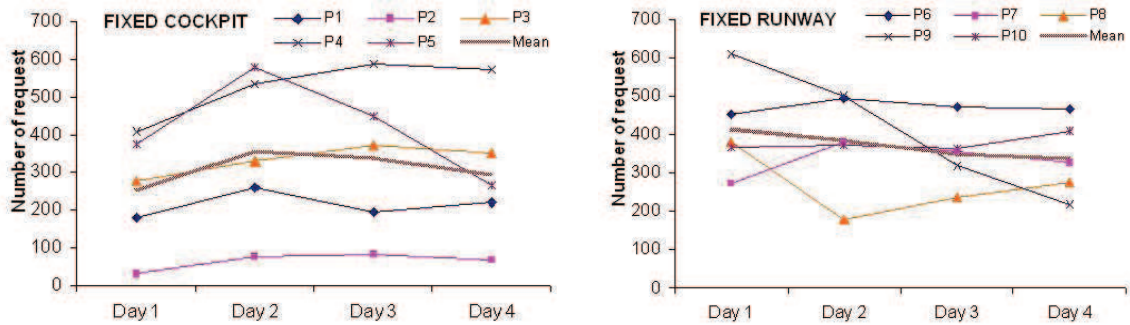 FIXED COCKPIT
P1 P2 P3
P4 P5 Mean
Number of request
700
600
500
400
300
200
100
0
Day 1 Day 2 Day 3 Day 4
FIXED RUNWAY
P6 P7 P8
P9 P10 Mean
Number of request
700
600
500
400
300
200
100
0
Day 1 Day 2 Day 3 Day 4